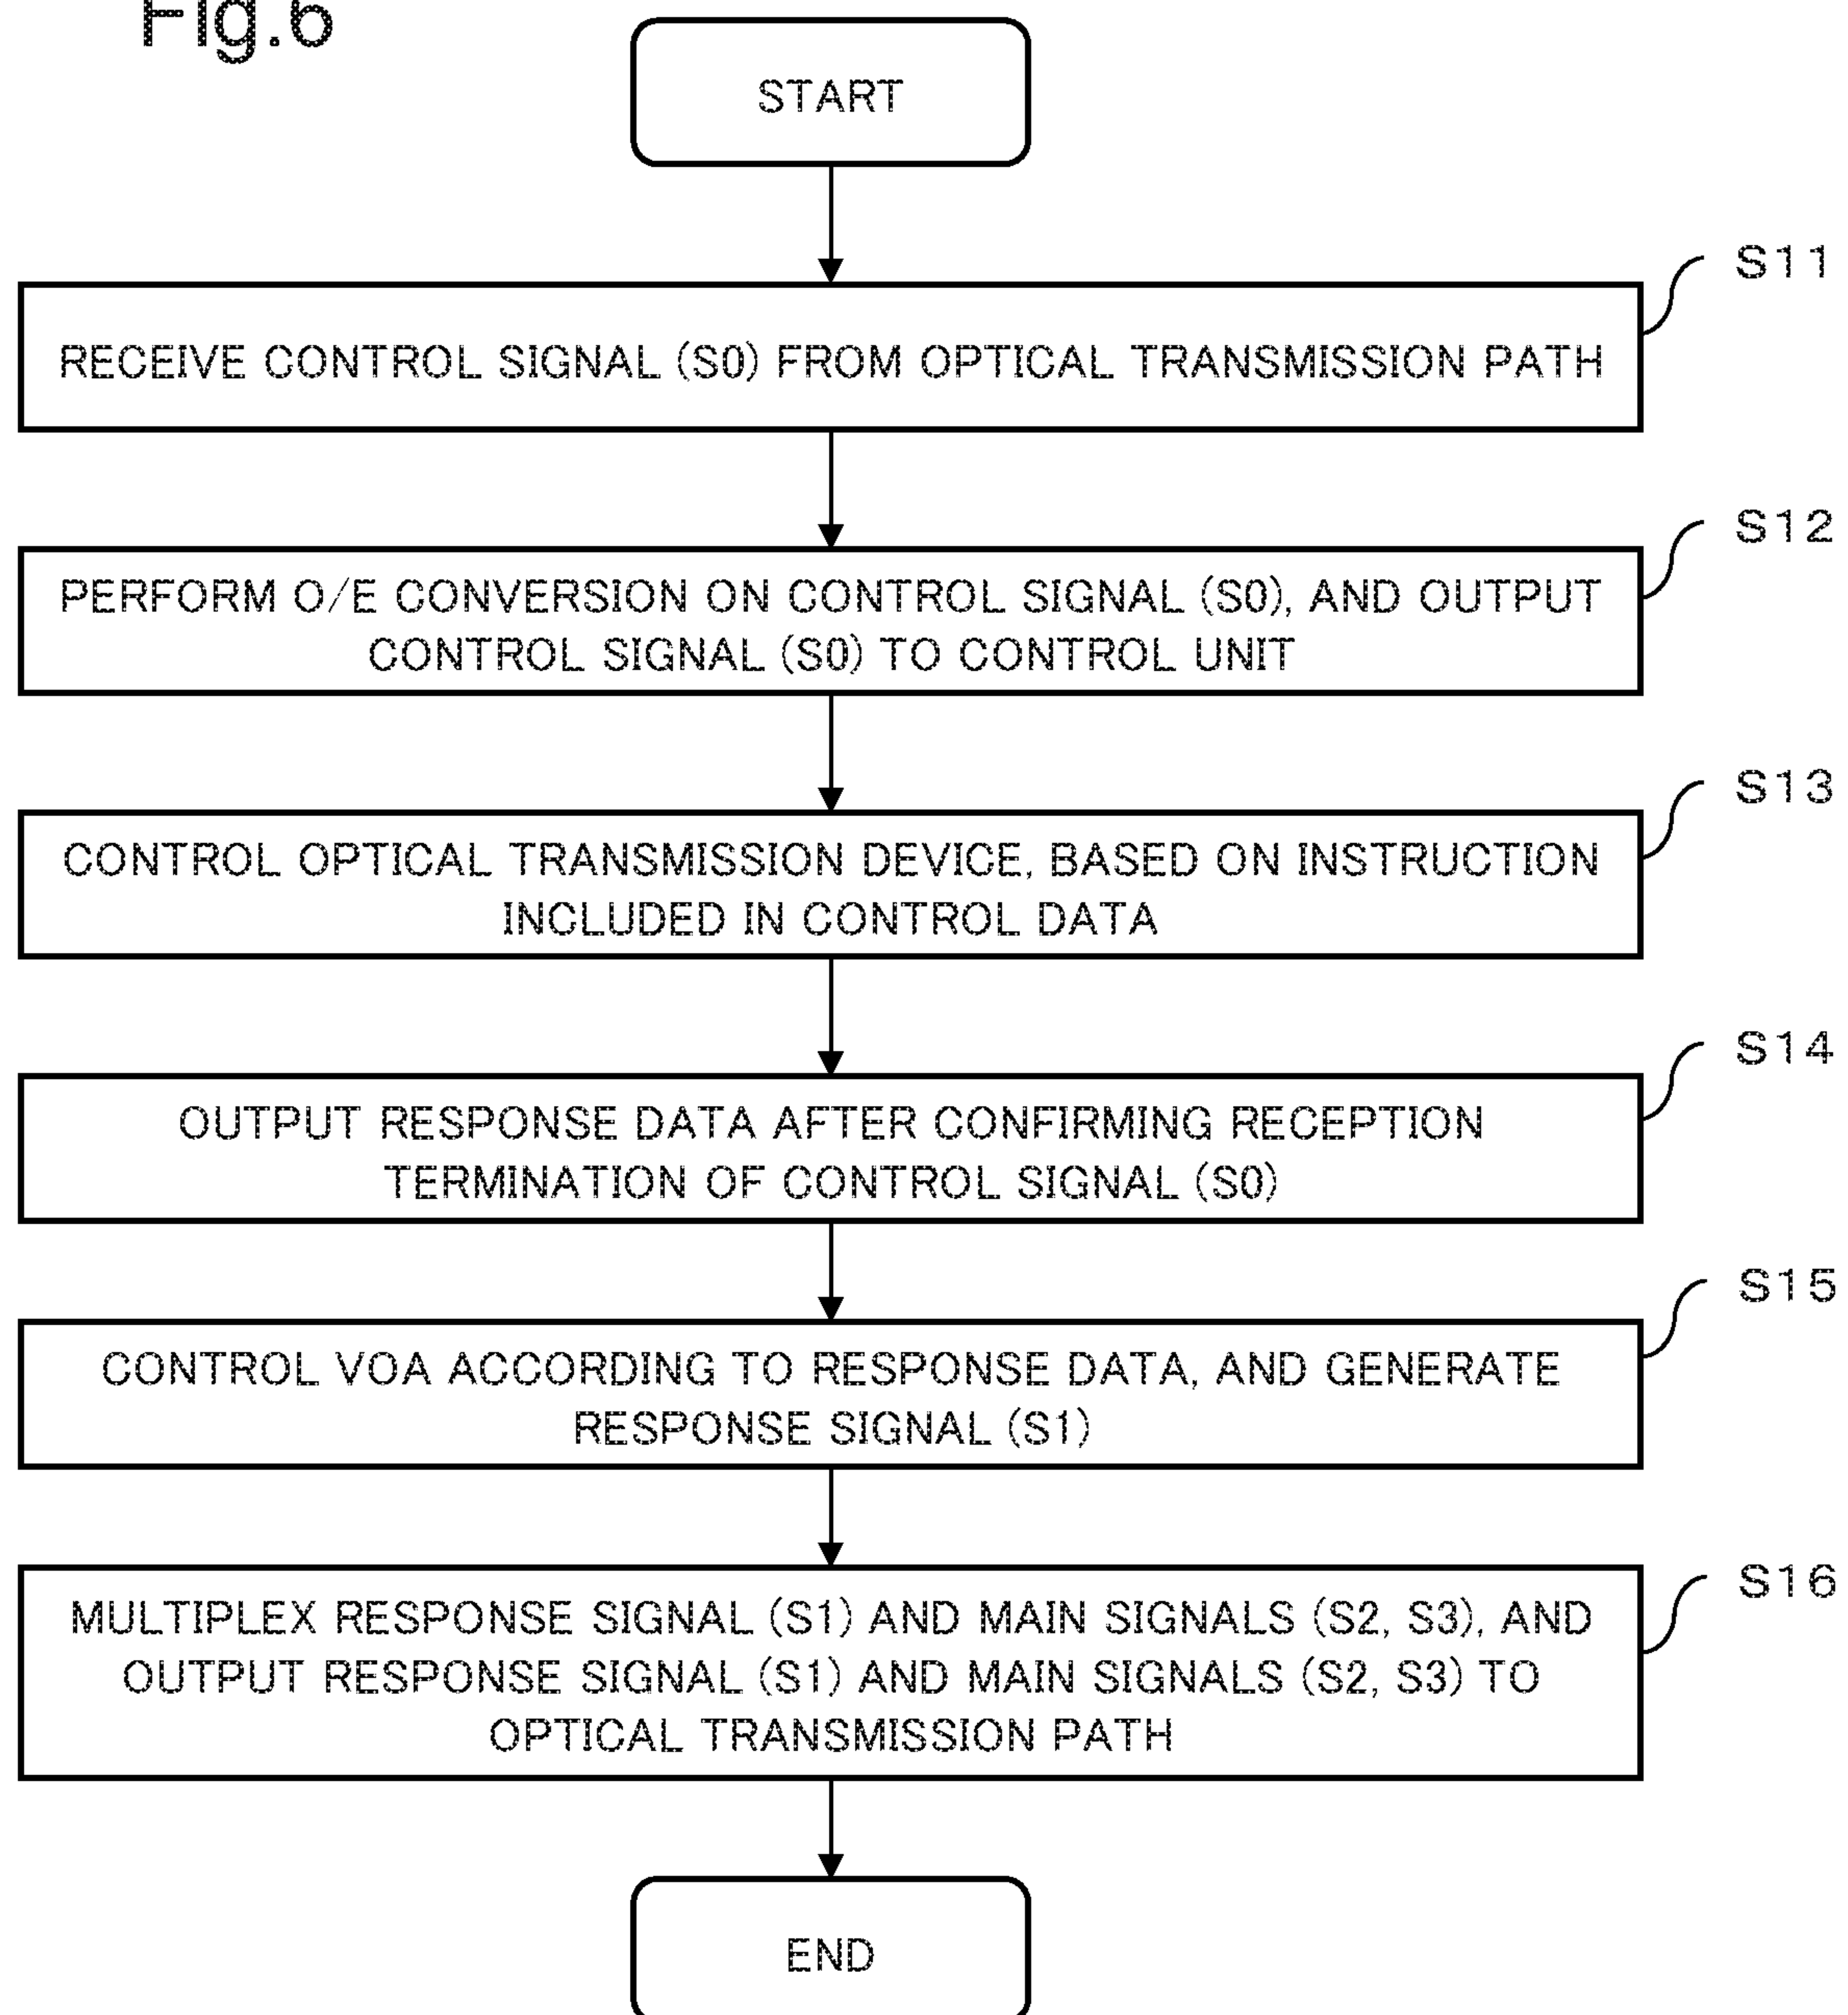 Fig.6
START
S11
RECEIVE CONTROL SIGNAL (S0) FROM OPTICAL TRANSMISSION PATH
S12
PERFORM O/E CONVERSION ON CONTROL SIGNAL (S0), AND OUTPUT
CONTROL SIGNAL (S0) TO CONTROL UNIT
S13
CONTROL OPTICAL TRANSMISSION DEVICE, BASED ON INSTRUCTION
INCLUDED IN CONTROL DATA
S14
OUTPUT RESPONSE DATA AFTER CONFIRMING RECEPTION
TERMINATION OF CONTROL SIGNAL (S0)
S15
CONTROL VOA ACCORDING TO RESPONSE DATA, AND GENERATE
RESPONSE SIGNAL (S1)
S16
MULTIPLEX RESPONSE SIGNAL (S1) AND MAIN SIGNALS (S2, S3), AND
OUTPUT RESPONSE SIGNAL (S1) AND MAIN SIGNALS (S2, S3) TO
OPTICAL TRANSMISSION PATH
END